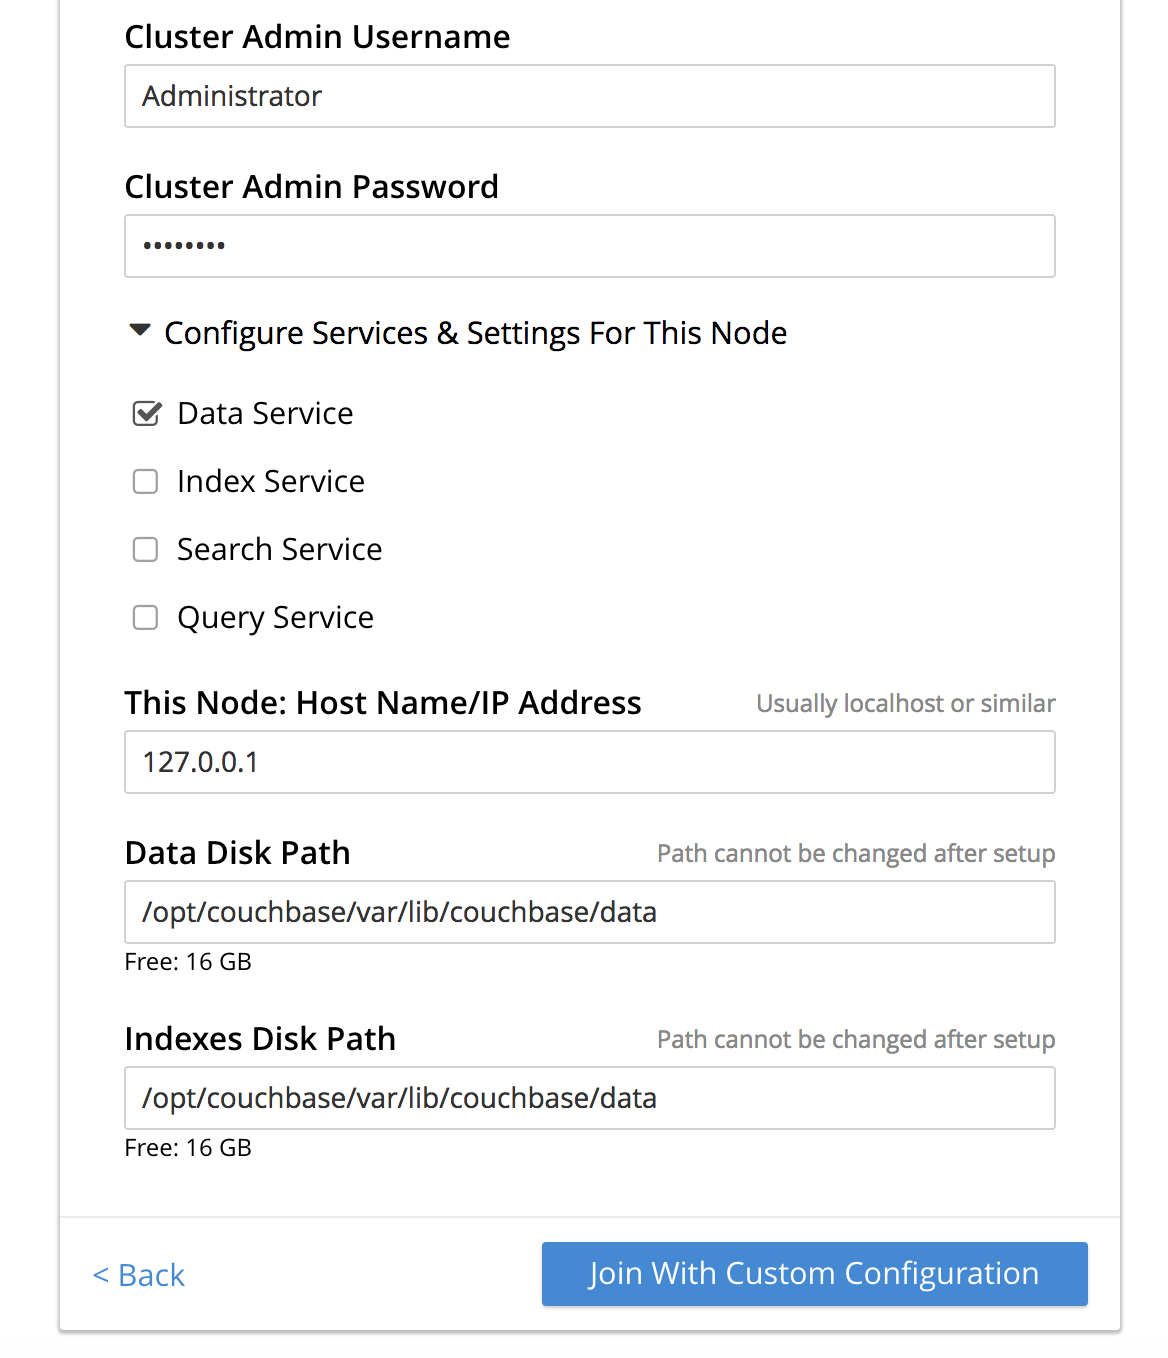 Cluster Admin Username
Administrator
Cluster Admin Password
••••••••
Configure Services & Settings For This Node
Data Service
Index Service
Search Service
Query Service
This Node: Host Name/IP Address Usually localhost or similar
127.0.0.1
Data Disk Path Path cannot be changed after setup
/opt/couchbase/var/lib/couchbase/data
Free: 16 GB
Indexes Disk Path Path cannot be changed after setup
/opt/couchbase/var/lib/couchbase/data
Free: 16 GB
< Back Join With Custom Configuration